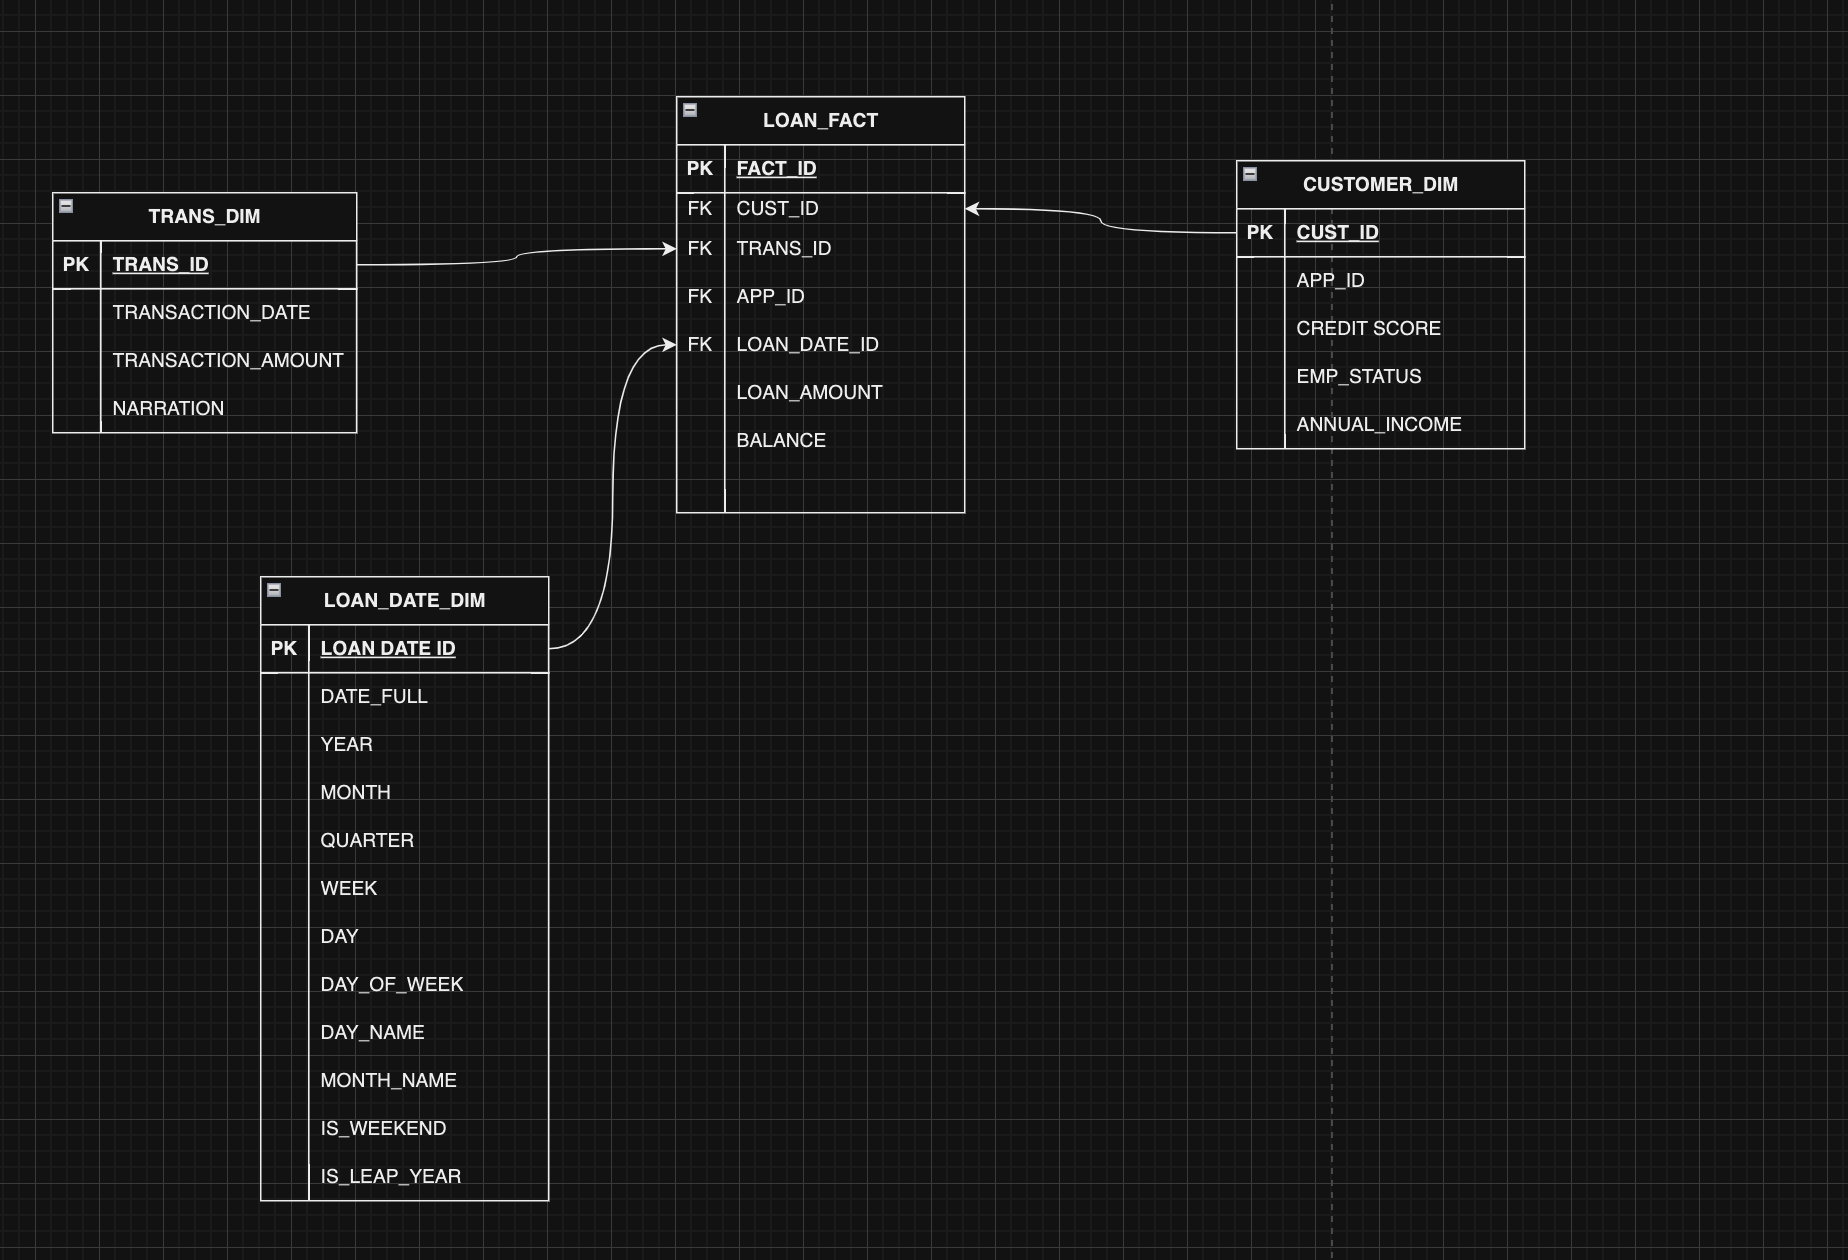 LOAN_FACT
PK FACT_ID
FK CUST_ID
FK TRANS_ID
FK APP_ID
FK LOAN_DATE_ID
LOAN_AMOUNT
BALANCE
CUSTOMER_DIM
PK CUST_ID
APP_ID
CREDIT SCORE
EMP_STATUS
ANNUAL_INCOME
TRANS_DIM
PK TRANS_ID
TRANSACTION_DATE
TRANSACTION_AMOUNT
NARRATION
LOAN_DATE_DIM
PK LOAN DATE ID
DATE_FULL
YEAR
MONTH
QUARTER
WEEK
DAY
DAY_OF_WEEK
DAY_NAME
MONTH_NAME
IS_WEEKEND
IS_LEAP_YEAR